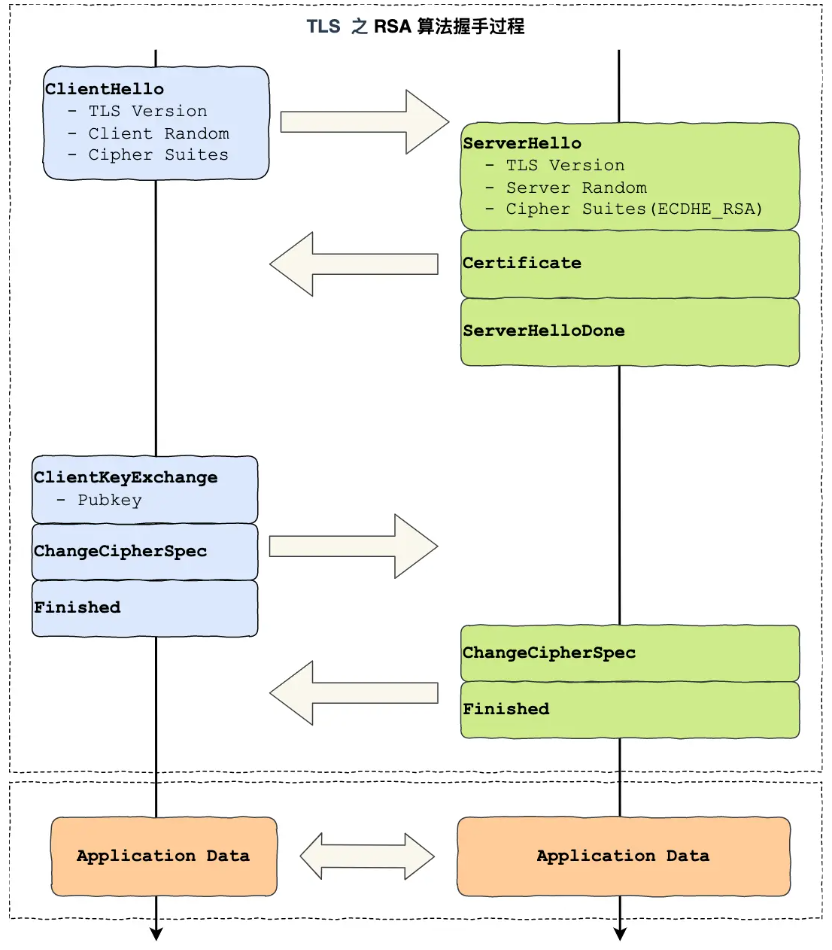 TLS 之 RSA 算法握手过程
ClientHello
- TLS Version
- Client Random
- Cipher Suites
ServerHello
- TLS Version
- Server Random
- Cipher Suites(ECDHE_RSA)
Certificate
ServerHelloDone
ClientKeyExchange
- Pubkey
ChangeCipherSpec
Finished
ChangeCipherSpec
Finished
Application Data
Application Data